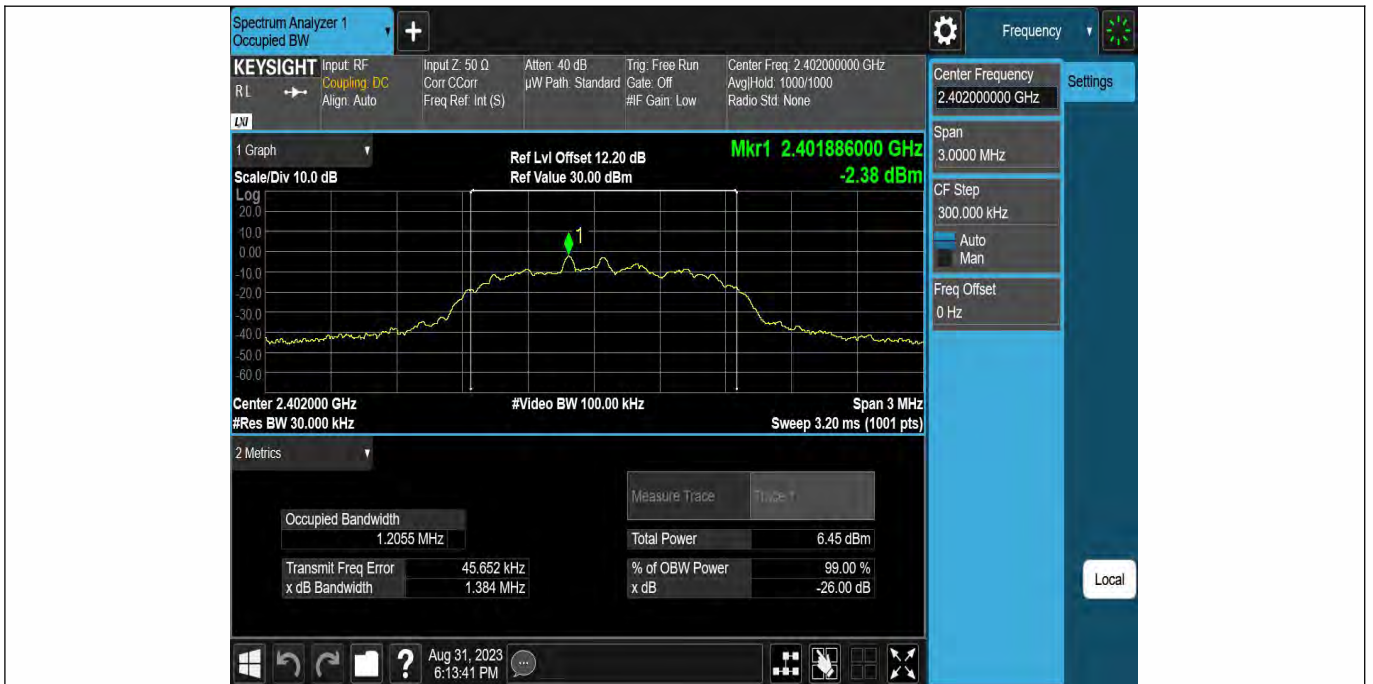 Spectrum Analyzer 1
Occupied BW
+
Frequency
KEYSIGHT
RL
LXI
Input: RF
Coupling: DC
Align: Auto
Input Z: 50 Ω
Corr CCorr
Freq Ref: Int (S)
Atten: 40 dB
µW Path: Standard
Trig: Free Run
Gate: Off
#IF Gain: Low
Center Freq: 2.402000000 GHz
Avg|Hold: 1000/1000
Radio Std: None
Center Frequency
2.402000000 GHz
Settings
Span
3.0000 MHz
CF Step
300.000 kHz
Auto
Man
Freq Offset
0 Hz
Local
1 Graph
Scale/Div 10.0 dB
Ref Lvl Offset 12.20 dB
Ref Value 30.00 dBm
Mkr1 2.401886000 GHz
-2.38 dBm
Log
20.0
10.0
0.00
-10.0
-20.0
-30.0
-40.0
-50.0
-60.0
1
Center 2.402000 GHz
#Video BW 100.00 kHz
Span 3 MHz
#Res BW 30.000 kHz
Sweep 3.20 ms (1001 pts)
2 Metrics
Measure Trace
Trace 1
Occupied Bandwidth
1.2055 MHz
Total Power
6.45 dBm
Transmit Freq Error
45.652 kHz
% of OBW Power
99.00 %
x dB Bandwidth
1.384 MHz
x dB
-26.00 dB
?
Aug 31, 2023
6:13:41 PM